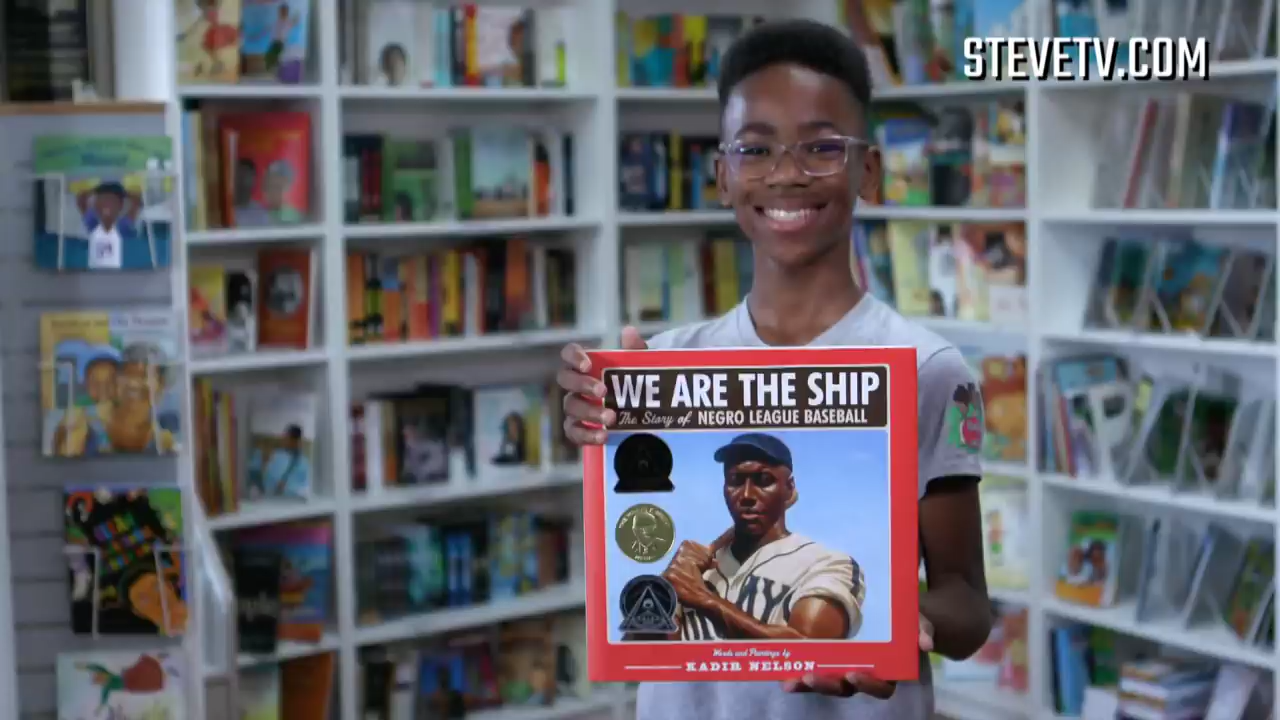 STEVETV.COM
WE ARE THE SHIP
The Story of NEGRO LEAGUE BASEBALL
Words and Paintings by
KADIR NELSON